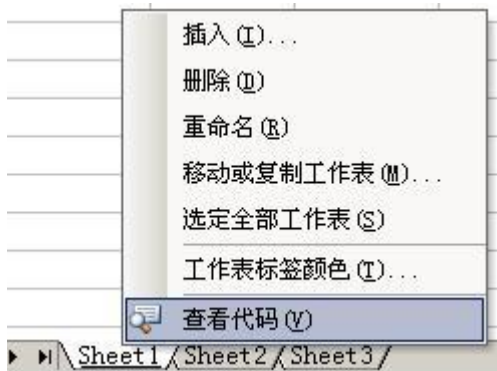 插入(I)...
删除(D)
重命名(R)
移动或复制工作表(M)...
选定全部工作表(S)
工作表标签颜色(T)...
查看代码(V)
Sheet1/Sheet2/Sheet3/